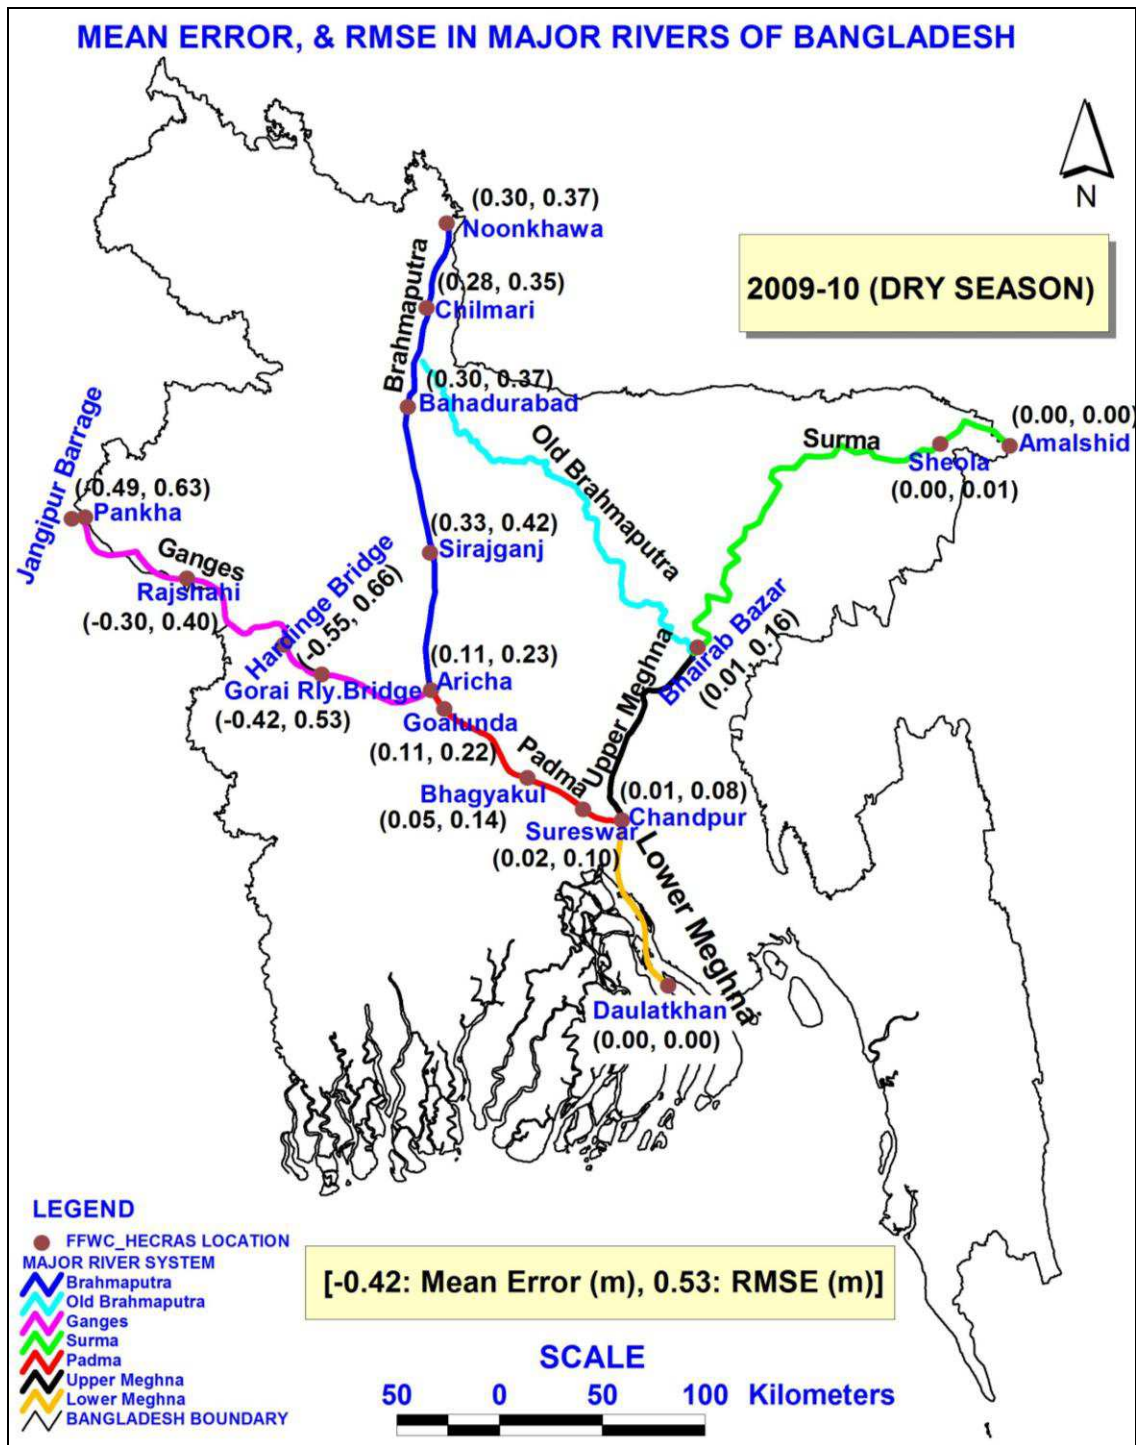 MEAN ERROR, & RMSE IN MAJOR RIVERS OF BANGLADESH
N
2009-10 (DRY SEASON)
(0.30, 0.37)
Noonkhawa
Brahmaputra
(0.28, 0.35)
Chilmari
(0.30, 0.37)
Bahadurabad
Old Brahmaputra
Surma
(0.00, 0.00)
Amalshid
Sheola
(0.00, 0.01)
Jangipur Barrage
(-0.49, 0.63)
Pankha
Ganges
Rajshahi
(-0.30, 0.40)
(0.33, 0.42)
Sirajganj
Hardinge Bridge
(-0.55, 0.66)
Gorai Rly.Bridge
(-0.42, 0.53)
(0.11, 0.23)
Aricha
Goalunda
(0.11, 0.22)
Bhairab Bazar
(0.01, 0.16)
Upper Meghna
Padma
Bhagyakul
(0.05, 0.14)
(0.01, 0.08)
Chandpur
Sureswar
(0.02, 0.10)
Lower Meghna
Daulatkhan
(0.00, 0.00)
LEGEND
FFWC_HECRAS LOCATION
MAJOR RIVER SYSTEM
Brahmaputra
Old Brahmaputra
Ganges
Surma
Padma
Upper Meghna
Lower Meghna
BANGLADESH BOUNDARY
[-0.42: Mean Error (m), 0.53: RMSE (m)]
SCALE
50 0 50 100 Kilometers